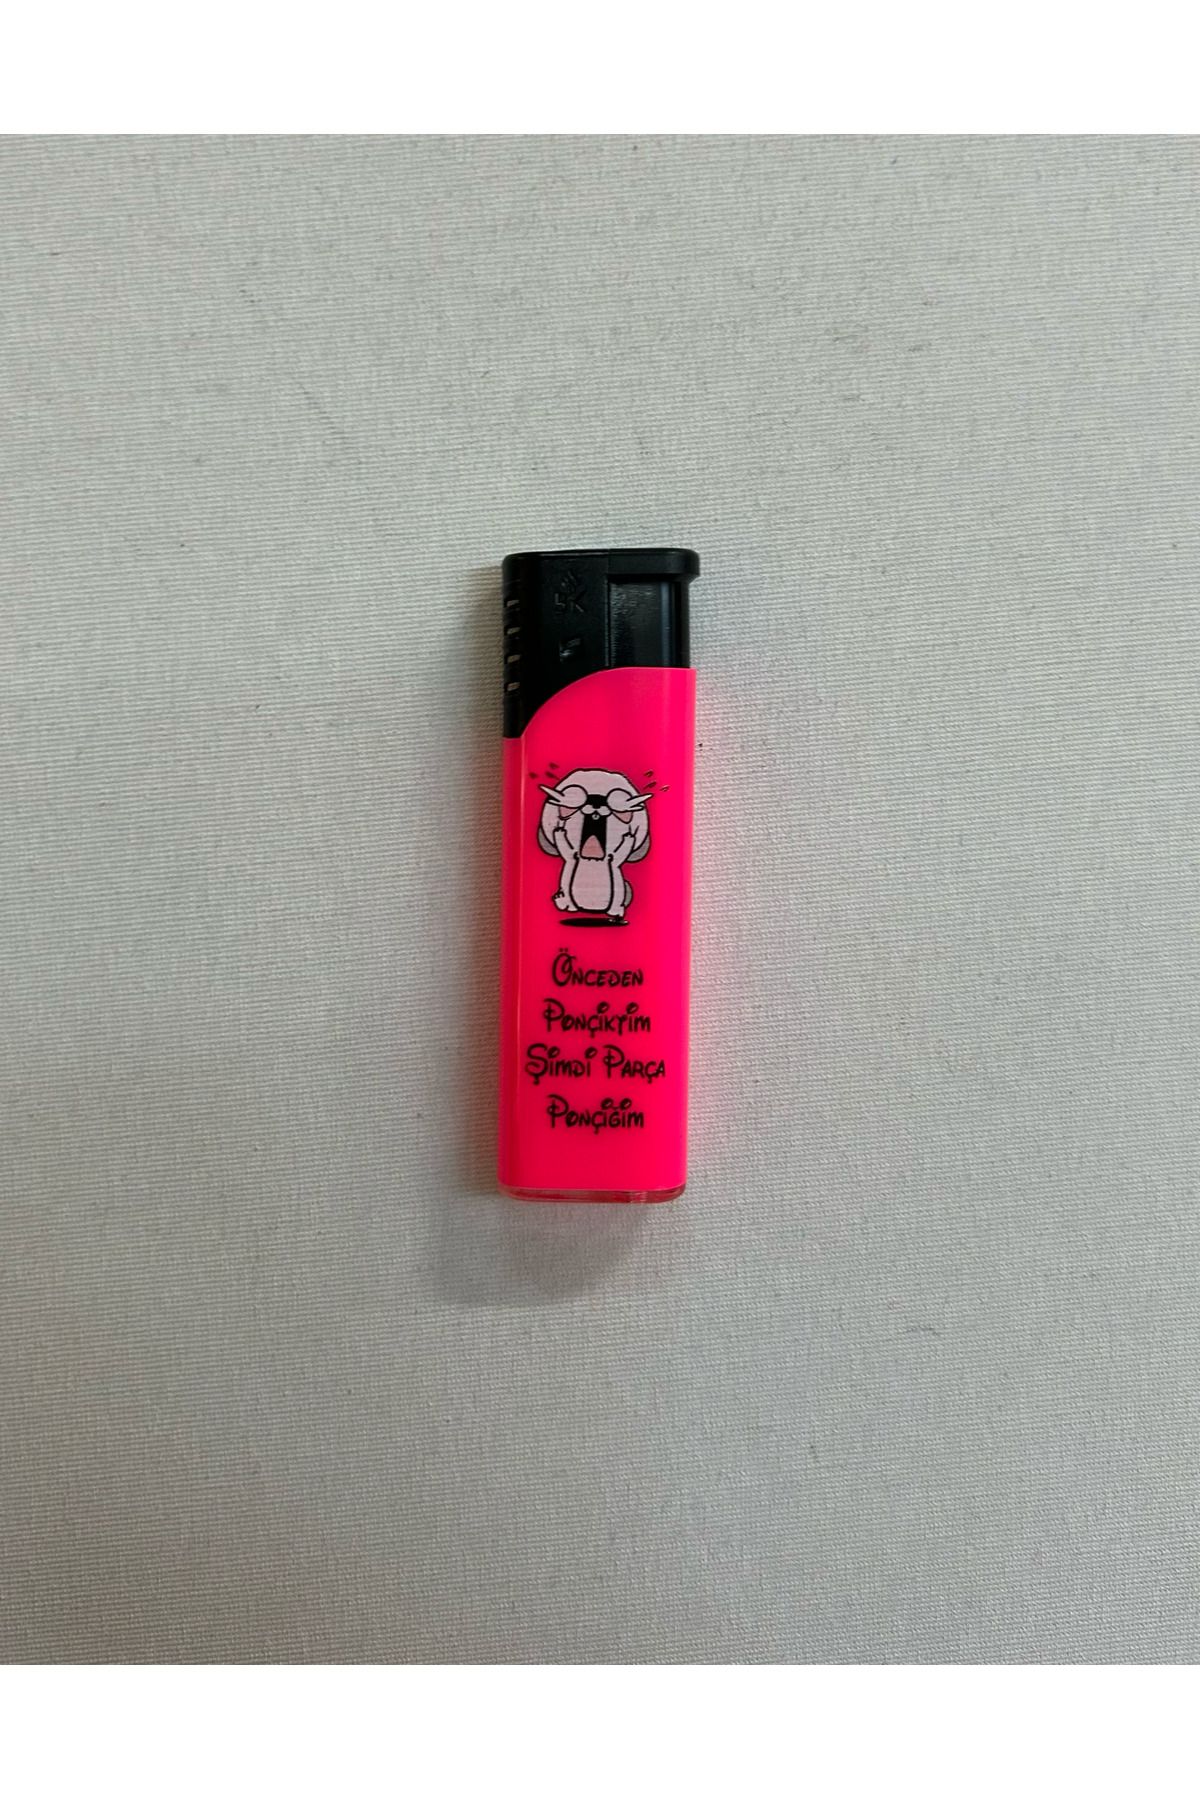 Önceden
Ponçiktim
Şimdi Parça
Ponçiğim